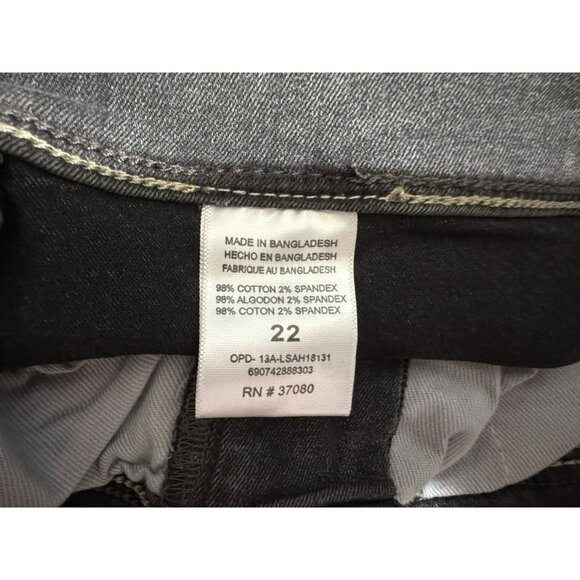 MADE IN BANGLADESH
HECHO EN BANGLADESH
FABRIQUE AU BANGLADESH
98% COTTON 2% SPANDEX
98% ALGODON 2% SPANDEX
98% COTON 2% SPANDEX
22
OPD- 13A-LSAH18131
690742888303
RN # 37080